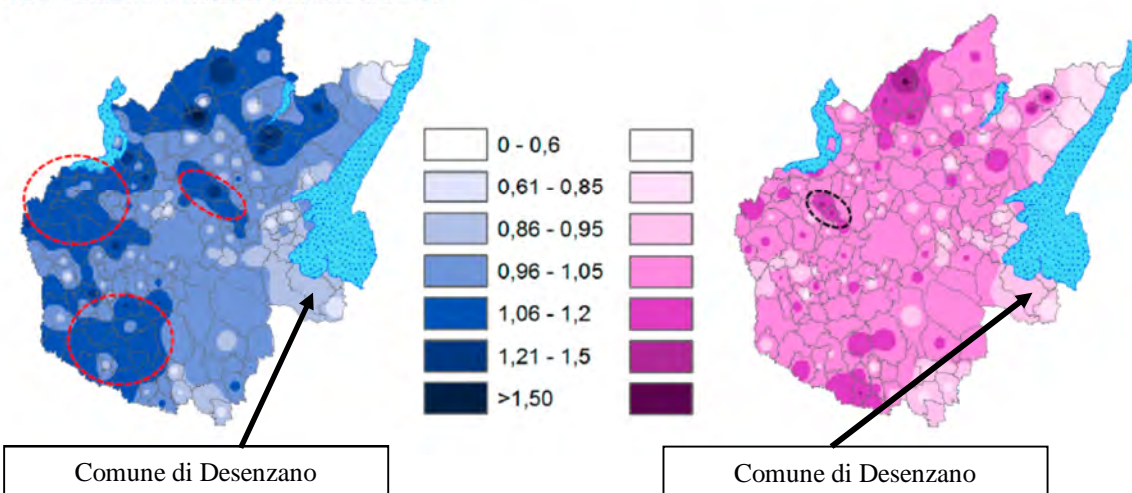 0 - 0,6
0,61 - 0,85
0,86 - 0,95
0,96 - 1,05
1,06 - 1,2
1,21 - 1,5
>1,50
Comune di Desenzano
Comune di Desenzano